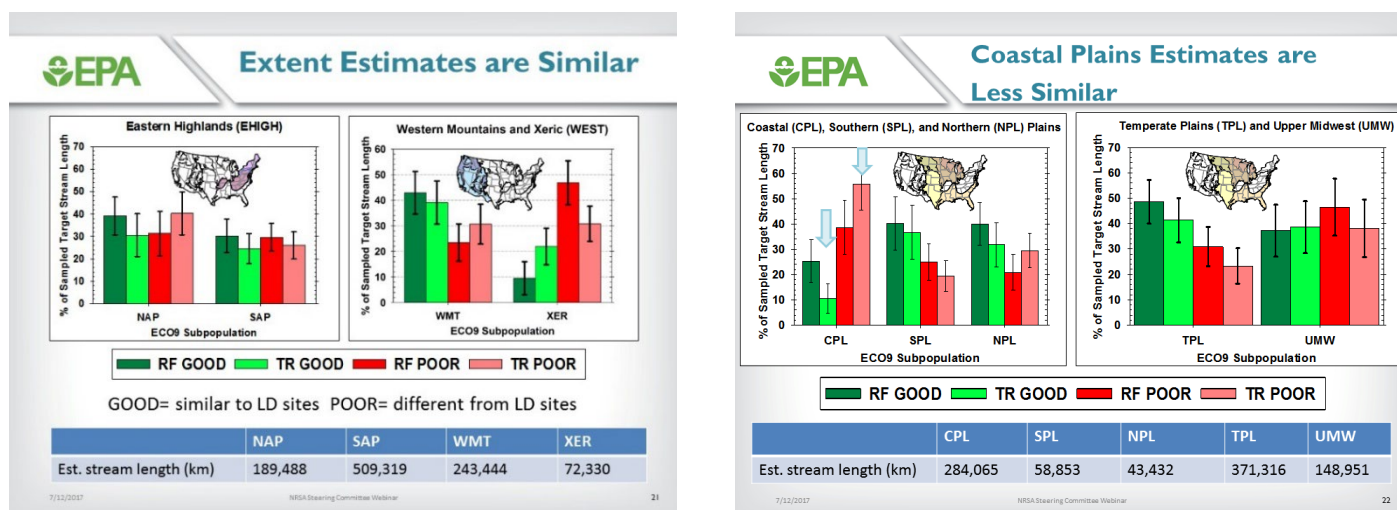 EPA
Extent Estimates are Similar
Eastern Highlands (EHIGH)
% of Sampled Target Stream Length
70
60
50
40
30
20
10
0
NAP SAP
ECO9 Subpopulation
Western Mountains and Xeric (WEST)
% of Sampled Target Stream Length
60
50
40
30
20
10
0
WMT XER
ECO9 Subpopulation
RF GOOD TR GOOD RF POOR TR POOR
GOOD= similar to LD sites POOR= different from LD sites
NAP SAP WMT XER
Est. stream length (km) 189,488 509,319 243,444 72,330
7/12/2017 NRSA Steering Committee Webinar 21
EPA
Coastal Plains Estimates are
Less Similar
Coastal (CPL), Southern (SPL), and Northern (NPL) Plains
% of Sampled Target Stream Length
70
60
50
40
30
20
10
0
CPL SPL NPL
ECO9 Subpopulation
Temperate Plains (TPL) and Upper Midwest (UMW)
% of Sampled Target Stream Length
70
60
50
40
30
20
10
0
TPL UMW
ECO9 Subpopulation
RF GOOD TR GOOD RF POOR TR POOR
CPL SPL NPL TPL UMW
Est. stream length (km) 284,065 58,853 43,432 371,316 148,951
7/12/2017 NRSA Steering Committee Webinar 22